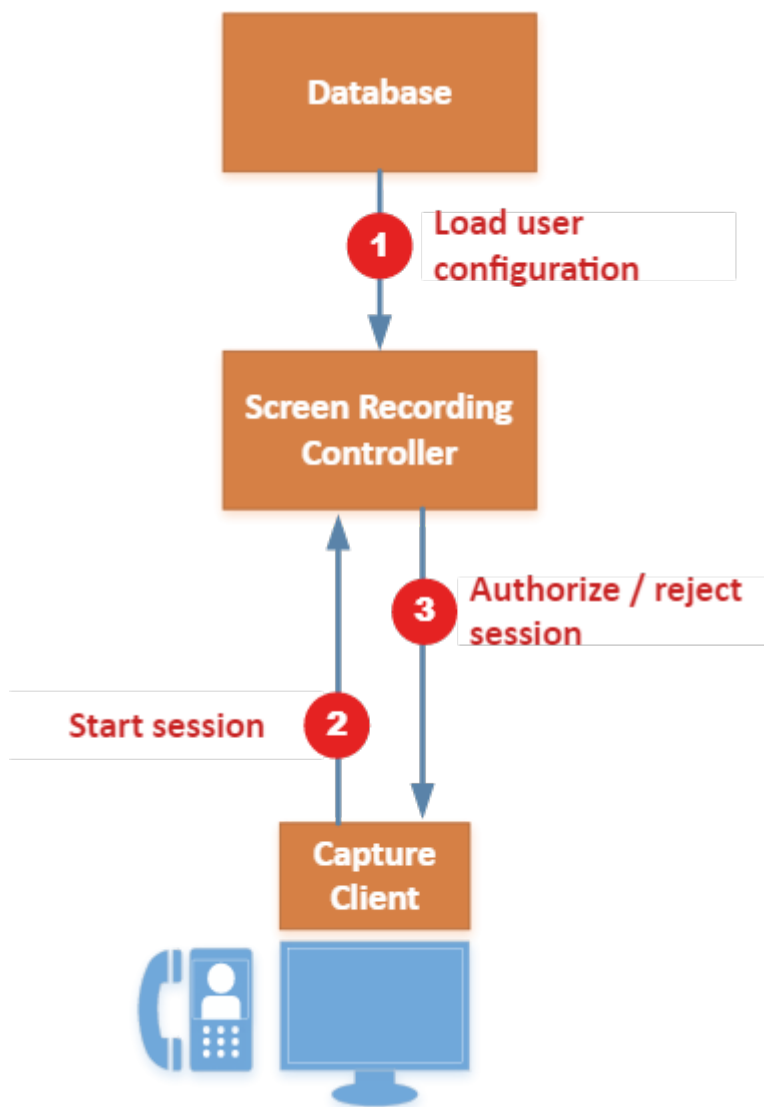 Database
1
Load user
configuration
Screen Recording
Controller
3
Authorize / reject
session
Start session
2
Capture
Client